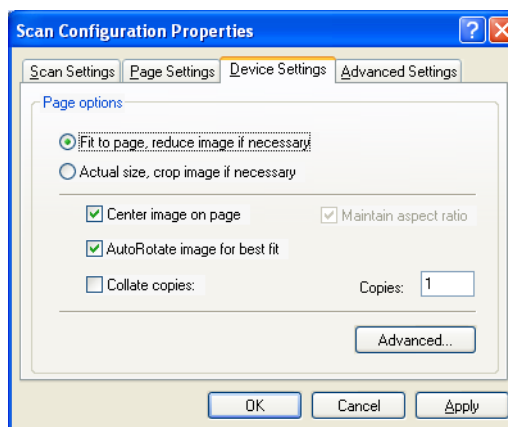 Scan Configuration Properties
?
Scan Settings Page Settings Device Settings Advanced Settings
Page options
Fit to page, reduce image if necessary
Actual size, crop image if necessary
Center image on page Maintain aspect ratio
AutoRotate image for best fit
Collate copies: Copies: 1
Advanced...
OK Cancel Apply